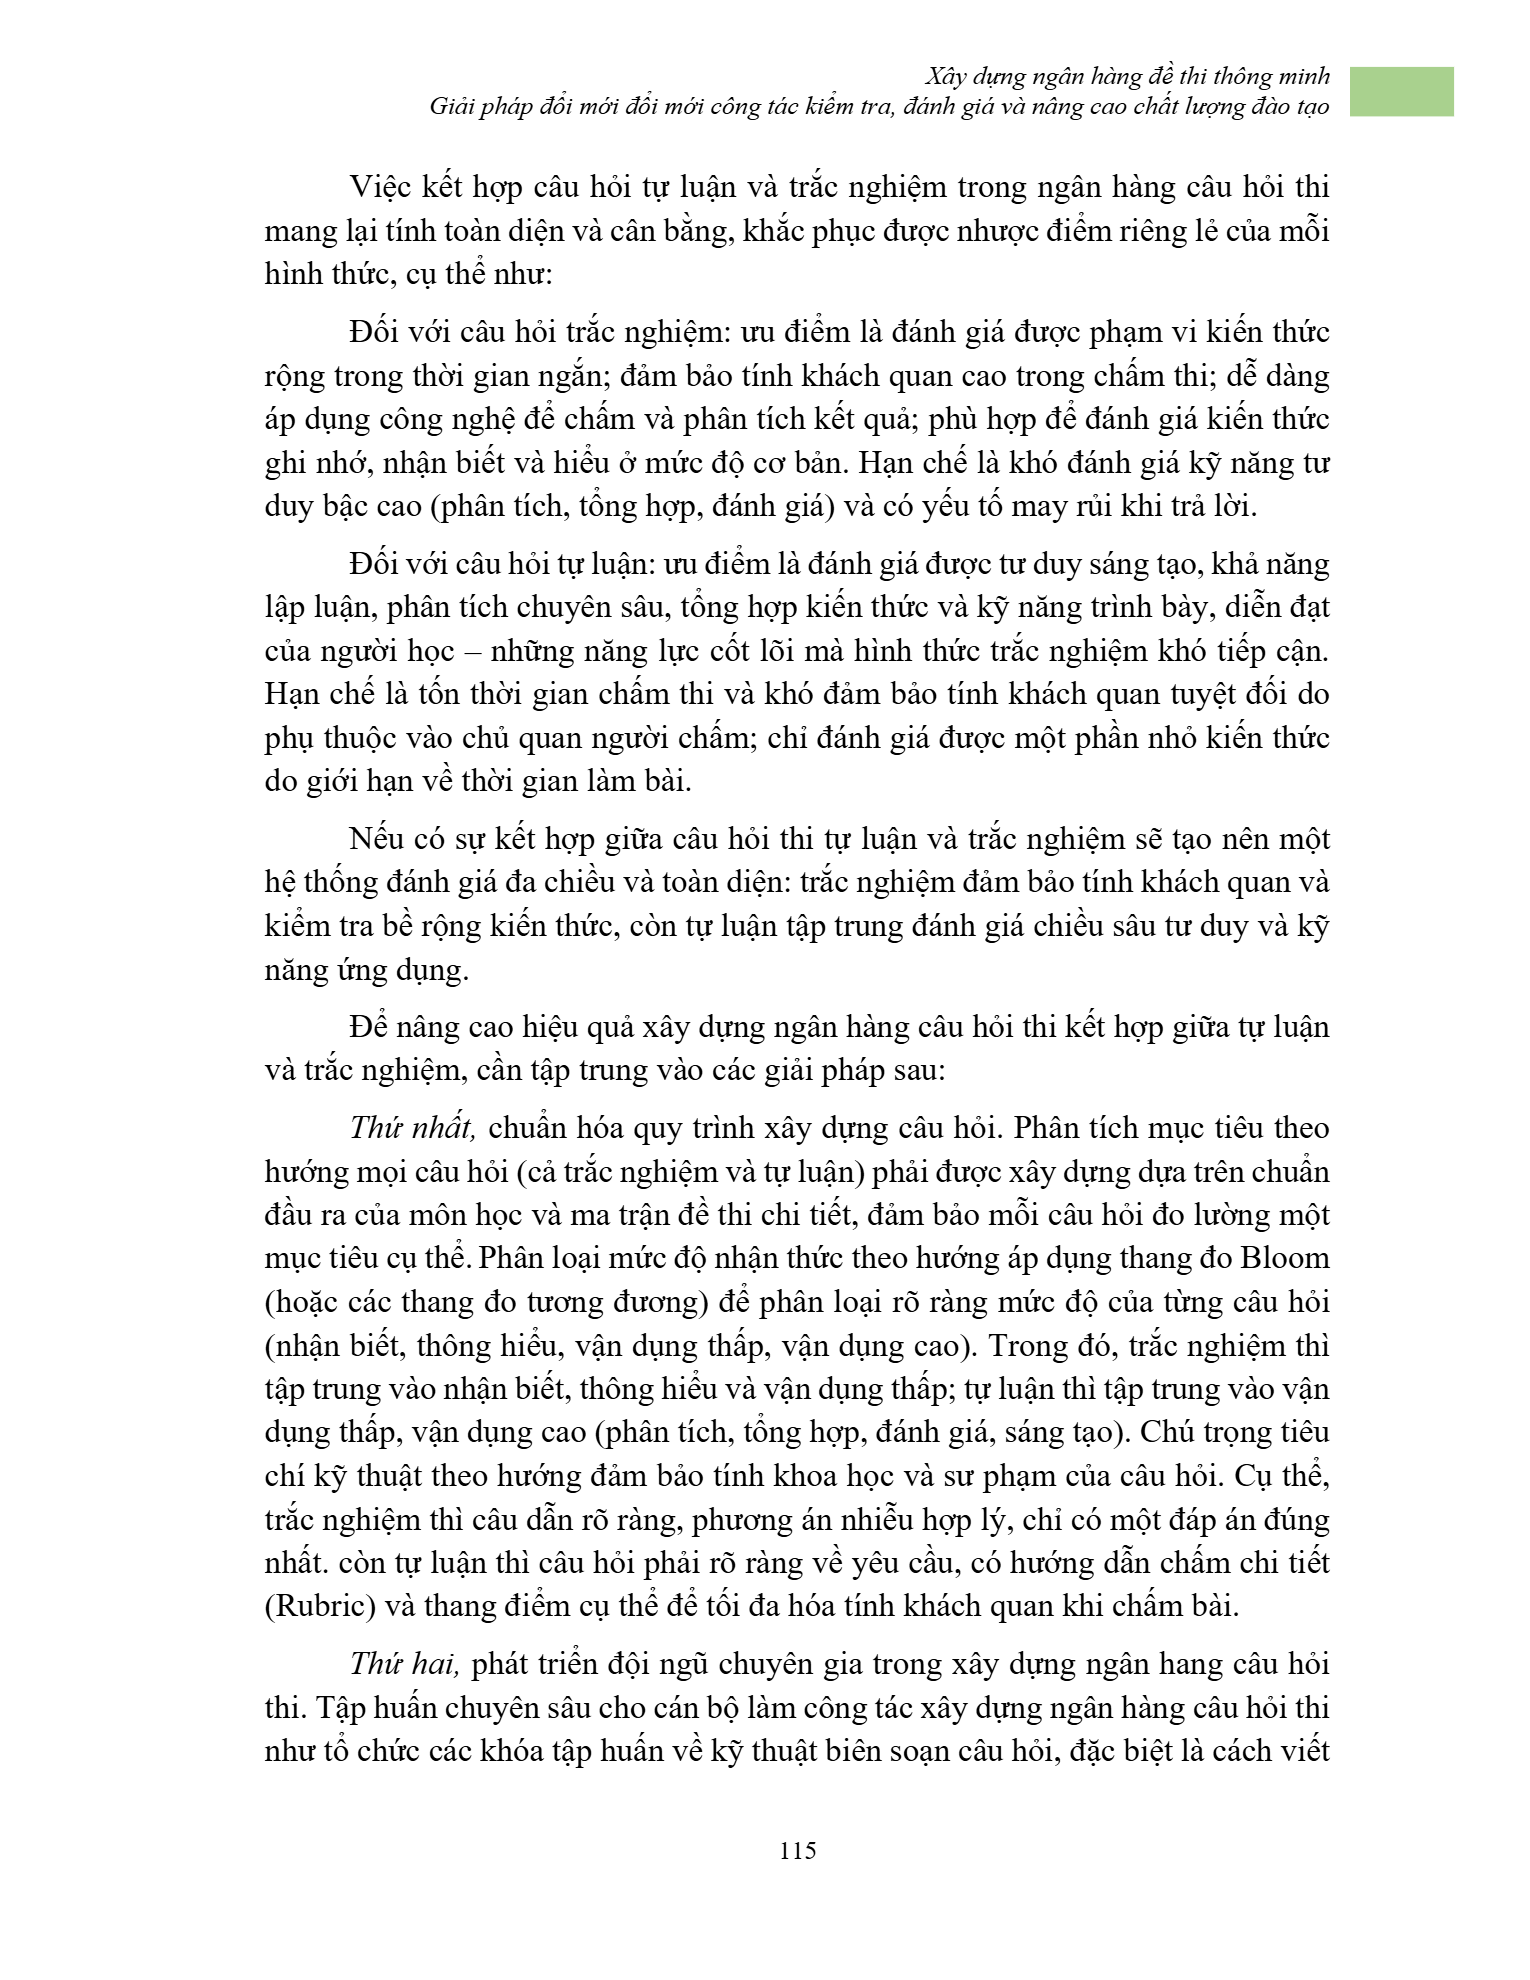 Xây dựng ngân hàng đề thi thông minh
Giải pháp đổi mới đổi mới công tác kiểm tra, đánh giá và nâng cao chất lượng đào tạo
Việc kết hợp câu hỏi tự luận và trắc nghiệm trong ngân hàng câu hỏi thi
mang lại tính toàn diện và cân bằng, khắc phục được nhược điểm riêng lẻ của mỗi
hình thức, cụ thể như:
Đối với câu hỏi trắc nghiệm: ưu điểm là đánh giá được phạm vi kiến thức
rộng trong thời gian ngắn; đảm bảo tính khách quan cao trong chấm thi; dễ dàng
áp dụng công nghệ để chấm và phân tích kết quả; phù hợp để đánh giá kiến thức
ghi nhớ, nhận biết và hiểu ở mức độ cơ bản. Hạn chế là khó đánh giá kỹ năng tư
duy bậc cao (phân tích, tổng hợp, đánh giá) và có yếu tố may rủi khi trả lời.
Đối với câu hỏi tự luận: ưu điểm là đánh giá được tư duy sáng tạo, khả năng
lập luận, phân tích chuyên sâu, tổng hợp kiến thức và kỹ năng trình bày, diễn đạt
của người học – những năng lực cốt lõi mà hình thức trắc nghiệm khó tiếp cận.
Hạn chế là tốn thời gian chấm thi và khó đảm bảo tính khách quan tuyệt đối do
phụ thuộc vào chủ quan người chấm; chỉ đánh giá được một phần nhỏ kiến thức
do giới hạn về thời gian làm bài.
Nếu có sự kết hợp giữa câu hỏi thi tự luận và trắc nghiệm sẽ tạo nên một
hệ thống đánh giá đa chiều và toàn diện: trắc nghiệm đảm bảo tính khách quan và
kiểm tra bề rộng kiến thức, còn tự luận tập trung đánh giá chiều sâu tư duy và kỹ
năng ứng dụng.
Để nâng cao hiệu quả xây dựng ngân hàng câu hỏi thi kết hợp giữa tự luận
và trắc nghiệm, cần tập trung vào các giải pháp sau:
Thứ nhất, chuẩn hóa quy trình xây dựng câu hỏi. Phân tích mục tiêu theo
hướng mọi câu hỏi (cả trắc nghiệm và tự luận) phải được xây dựng dựa trên chuẩn
đầu ra của môn học và ma trận đề thi chi tiết, đảm bảo mỗi câu hỏi đo lường một
mục tiêu cụ thể. Phân loại mức độ nhận thức theo hướng áp dụng thang đo Bloom
(hoặc các thang đo tương đương) để phân loại rõ ràng mức độ của từng câu hỏi
(nhận biết, thông hiểu, vận dụng thấp, vận dụng cao). Trong đó, trắc nghiệm thì
tập trung vào nhận biết, thông hiểu và vận dụng thấp; tự luận thì tập trung vào vận
dụng thấp, vận dụng cao (phân tích, tổng hợp, đánh giá, sáng tạo). Chú trọng tiêu
chí kỹ thuật theo hướng đảm bảo tính khoa học và sư phạm của câu hỏi. Cụ thể,
trắc nghiệm thì câu dẫn rõ ràng, phương án nhiễu hợp lý, chỉ có một đáp án đúng
nhất. còn tự luận thì câu hỏi phải rõ ràng về yêu cầu, có hướng dẫn chấm chi tiết
(Rubric) và thang điểm cụ thể để tối đa hóa tính khách quan khi chấm bài.
Thứ hai, phát triển đội ngũ chuyên gia trong xây dựng ngân hang câu hỏi
thi. Tập huấn chuyên sâu cho cán bộ làm công tác xây dựng ngân hàng câu hỏi thi
như tổ chức các khóa tập huấn về kỹ thuật biên soạn câu hỏi, đặc biệt là cách viết
115